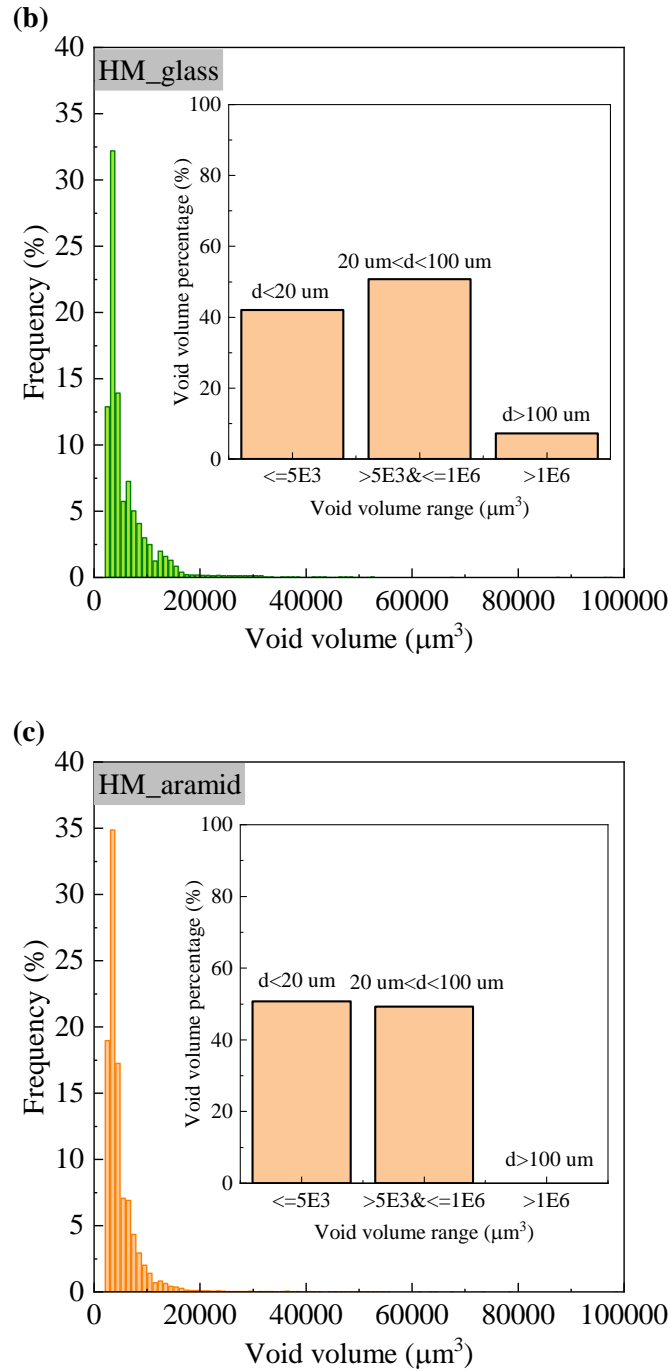 (b)
HM_glass
Frequency (%)
40
35
30
25
20
15
10
5
0
0 20000 40000 60000 80000 100000
Void volume (μm³)
Void volume percentage (%)
100
80
60
40
20
0
d<20 um
20 um<d<100 um
d>100 um
<=5E3 >5E3&<=1E6 >1E6
Void volume range (μm³)
(c)
HM_aramid
Frequency (%)
40
35
30
25
20
15
10
5
0
0 20000 40000 60000 80000 100000
Void volume (μm³)
Void volume percentage (%)
100
80
60
40
20
0
d<20 um
20 um<d<100 um
d>100 um
<=5E3 >5E3&<=1E6 >1E6
Void volume range (μm³)